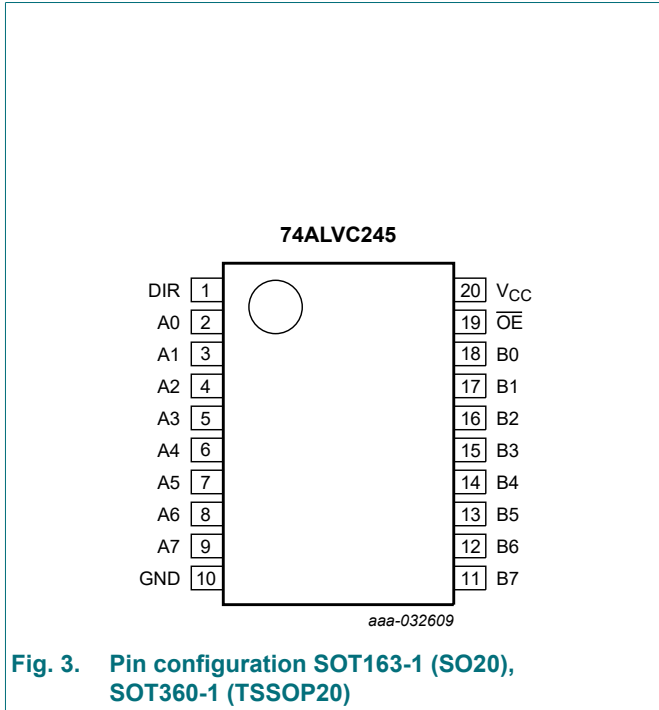 74ALVC245
DIR 1 20 VCC
A0 2 19 OE
A1 3 18 B0
A2 4 17 B1
A3 5 16 B2
A4 6 15 B3
A5 7 14 B4
A6 8 13 B5
A7 9 12 B6
GND 10 11 B7
aaa-032609
Fig. 3. Pin configuration SOT163-1 (SO20),
SOT360-1 (TSSOP20)